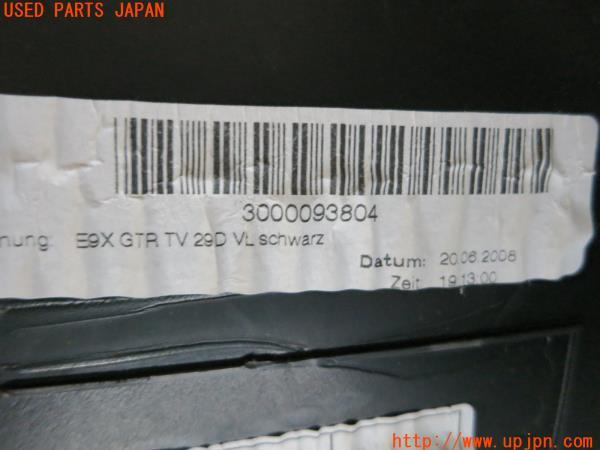 USED PARTS JAPAN
3000093804
nung: E9X GTR TV 29D VL schwarz
Datum: 20.06.2008
Zeit 19:13:00
http://www.upjpn.com